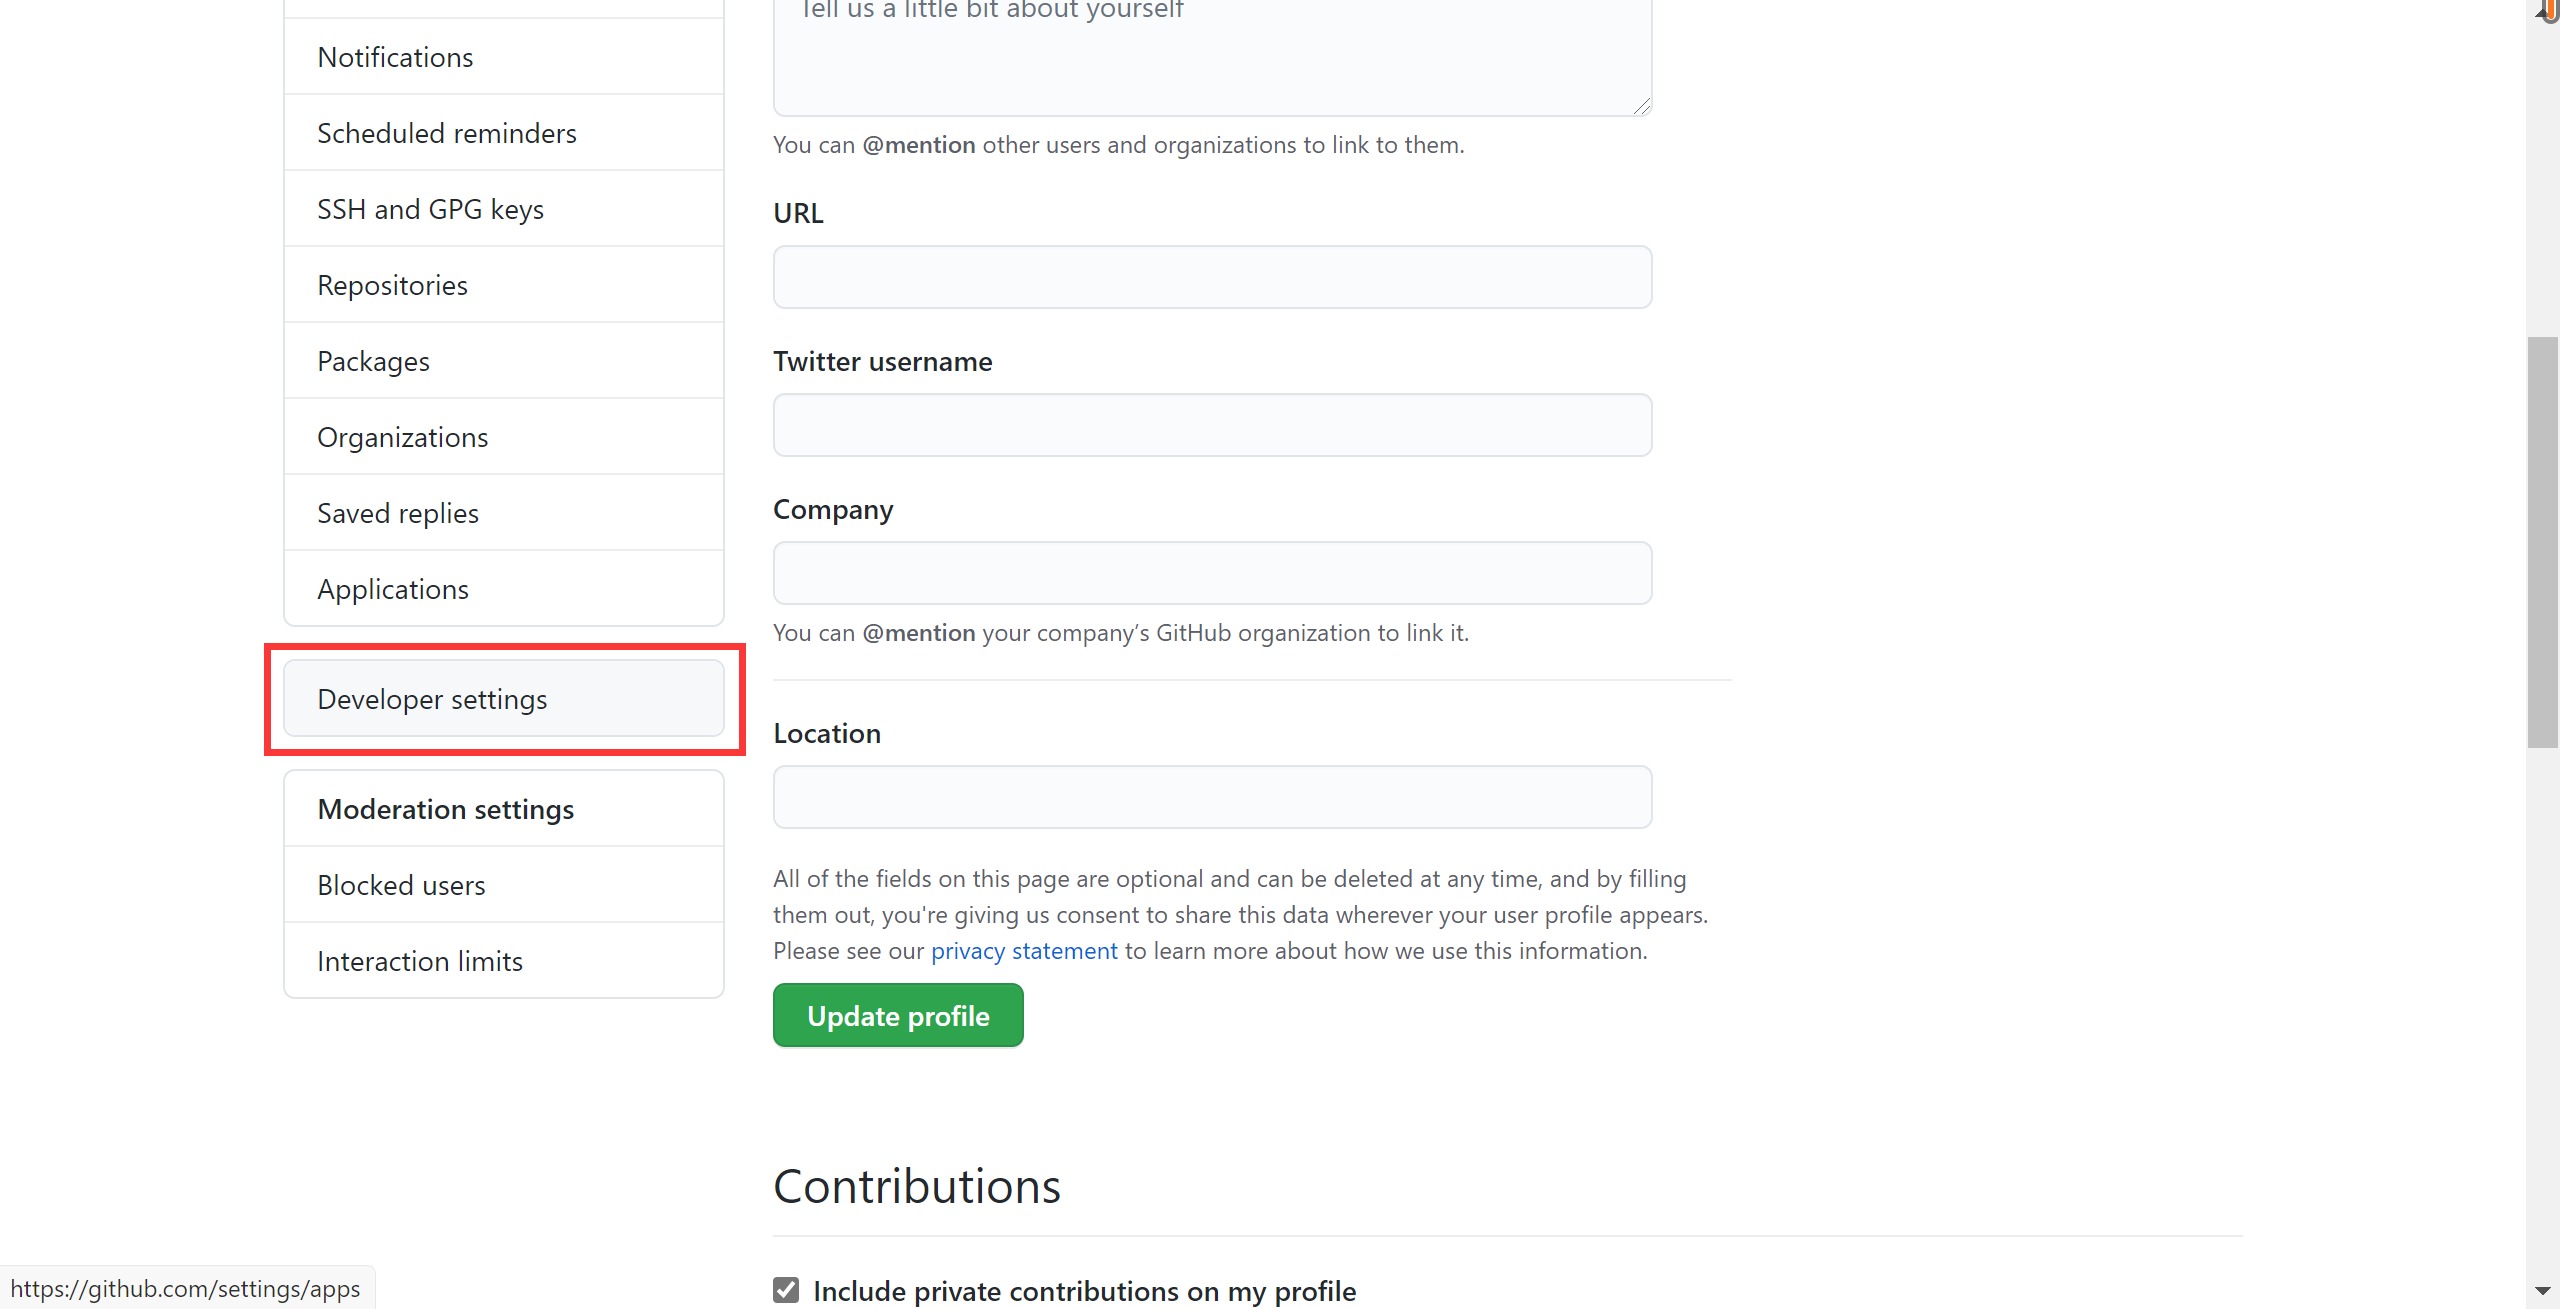 Notifications
Scheduled reminders
SSH and GPG keys
Repositories
Packages
Organizations
Saved replies
Applications
Developer settings
Moderation settings
Blocked users
Interaction limits
Tell us a little bit about yourself
You can @mention other users and organizations to link to them.
URL
Twitter username
Company
You can @mention your company’s GitHub organization to link it.
Location
All of the fields on this page are optional and can be deleted at any time, and by filling
them out, you're giving us consent to share this data wherever your user profile appears.
Please see our privacy statement to learn more about how we use this information.
Update profile
Contributions
Include private contributions on my profile
https://github.com/settings/apps